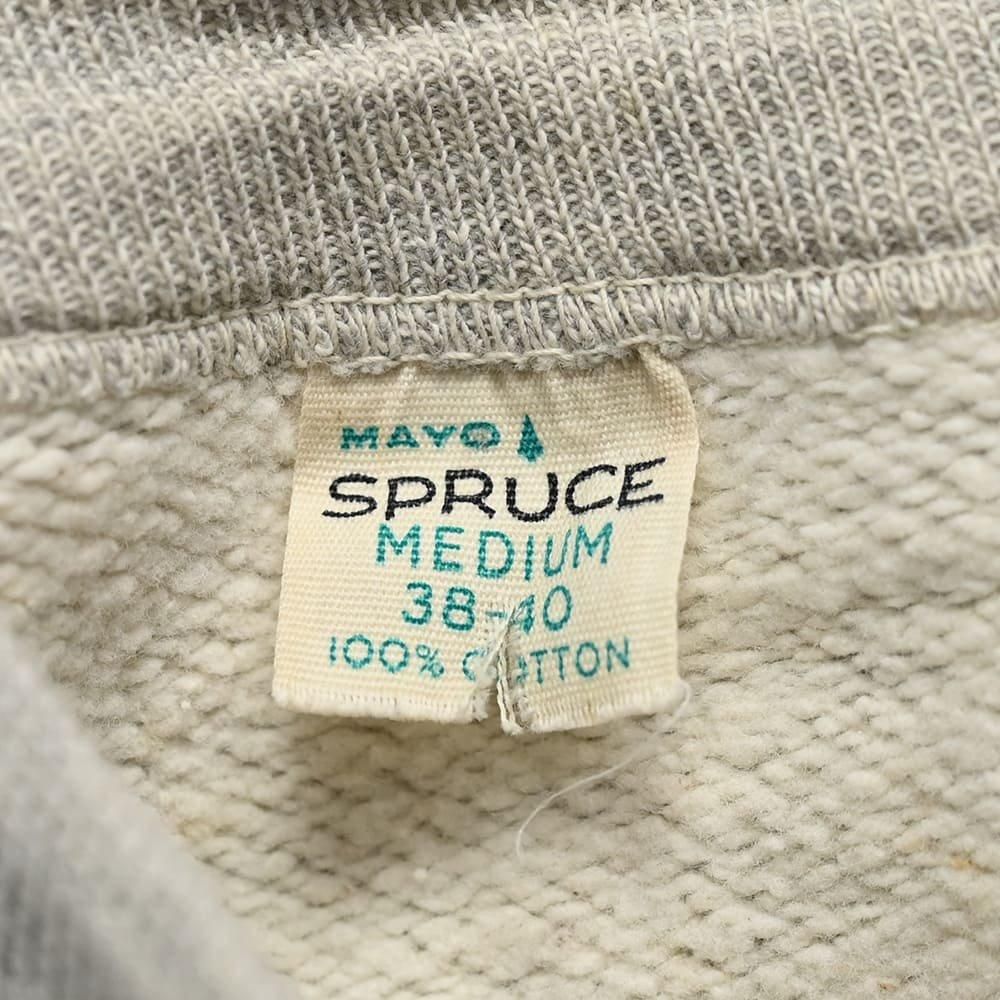 MAYO
SPRUCE
MEDIUM
38-40
100% COTTON